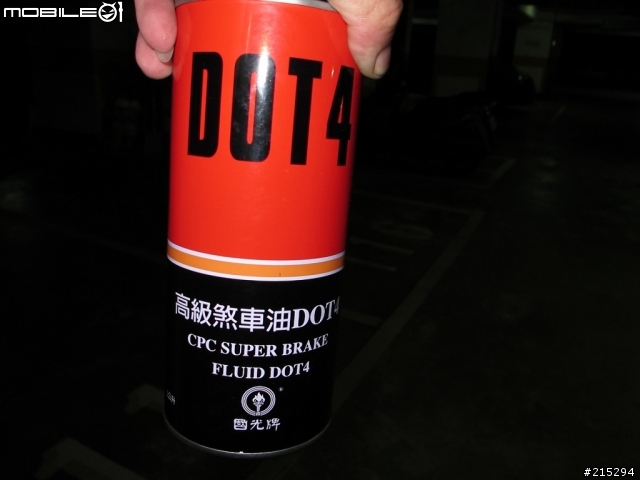 MOBILE01
DOT4
高級煞車油DOT4
CPC SUPER BRAKE
FLUID DOT4
國光牌
#215294